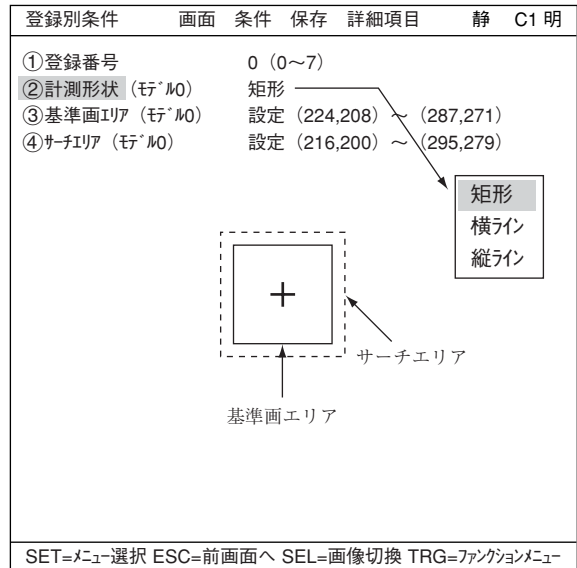 登録別条件 画面 条件 保存 詳細項目 静 C1 明
①登録番号 0（0～7）
②計測形状（ﾓﾃﾞﾙ0） 矩形
③基準画ｴﾘｱ（ﾓﾃﾞﾙ0） 設定（224,208）～（287,271）
④ｻｰﾁｴﾘｱ（ﾓﾃﾞﾙ0） 設定（216,200）～（295,279）
矩形
横ﾗｲﾝ
縦ﾗｲﾝ
サーチエリア
基準画エリア
SET=ﾒﾆｭｰ選択 ESC=前画面へ SEL=画像切換 TRG=ﾌｧﾝｸｼｮﾝﾒﾆｭｰ